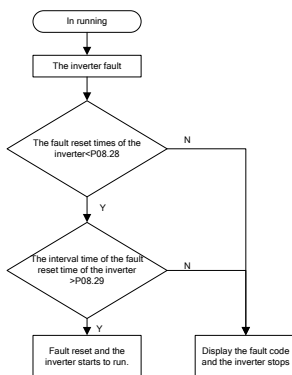 In running
The inverter fault
The fault reset times of the
inverter<P08.28
N
Y
The interval time of the fault
reset time of the inverter
>P08.29
N
Y
Fault reset and the
inverter starts to run.
Display the fault code
and the inverter stops